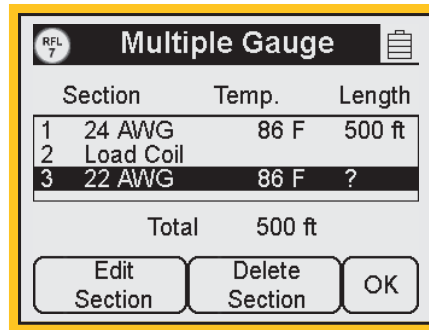 RFL
7
Multiple Gauge
Section Temp. Length
1 24 AWG 86 F 500 ft
2 Load Coil
3 22 AWG 86 F ?
Total 500 ft
Edit
Section
Delete
Section
OK